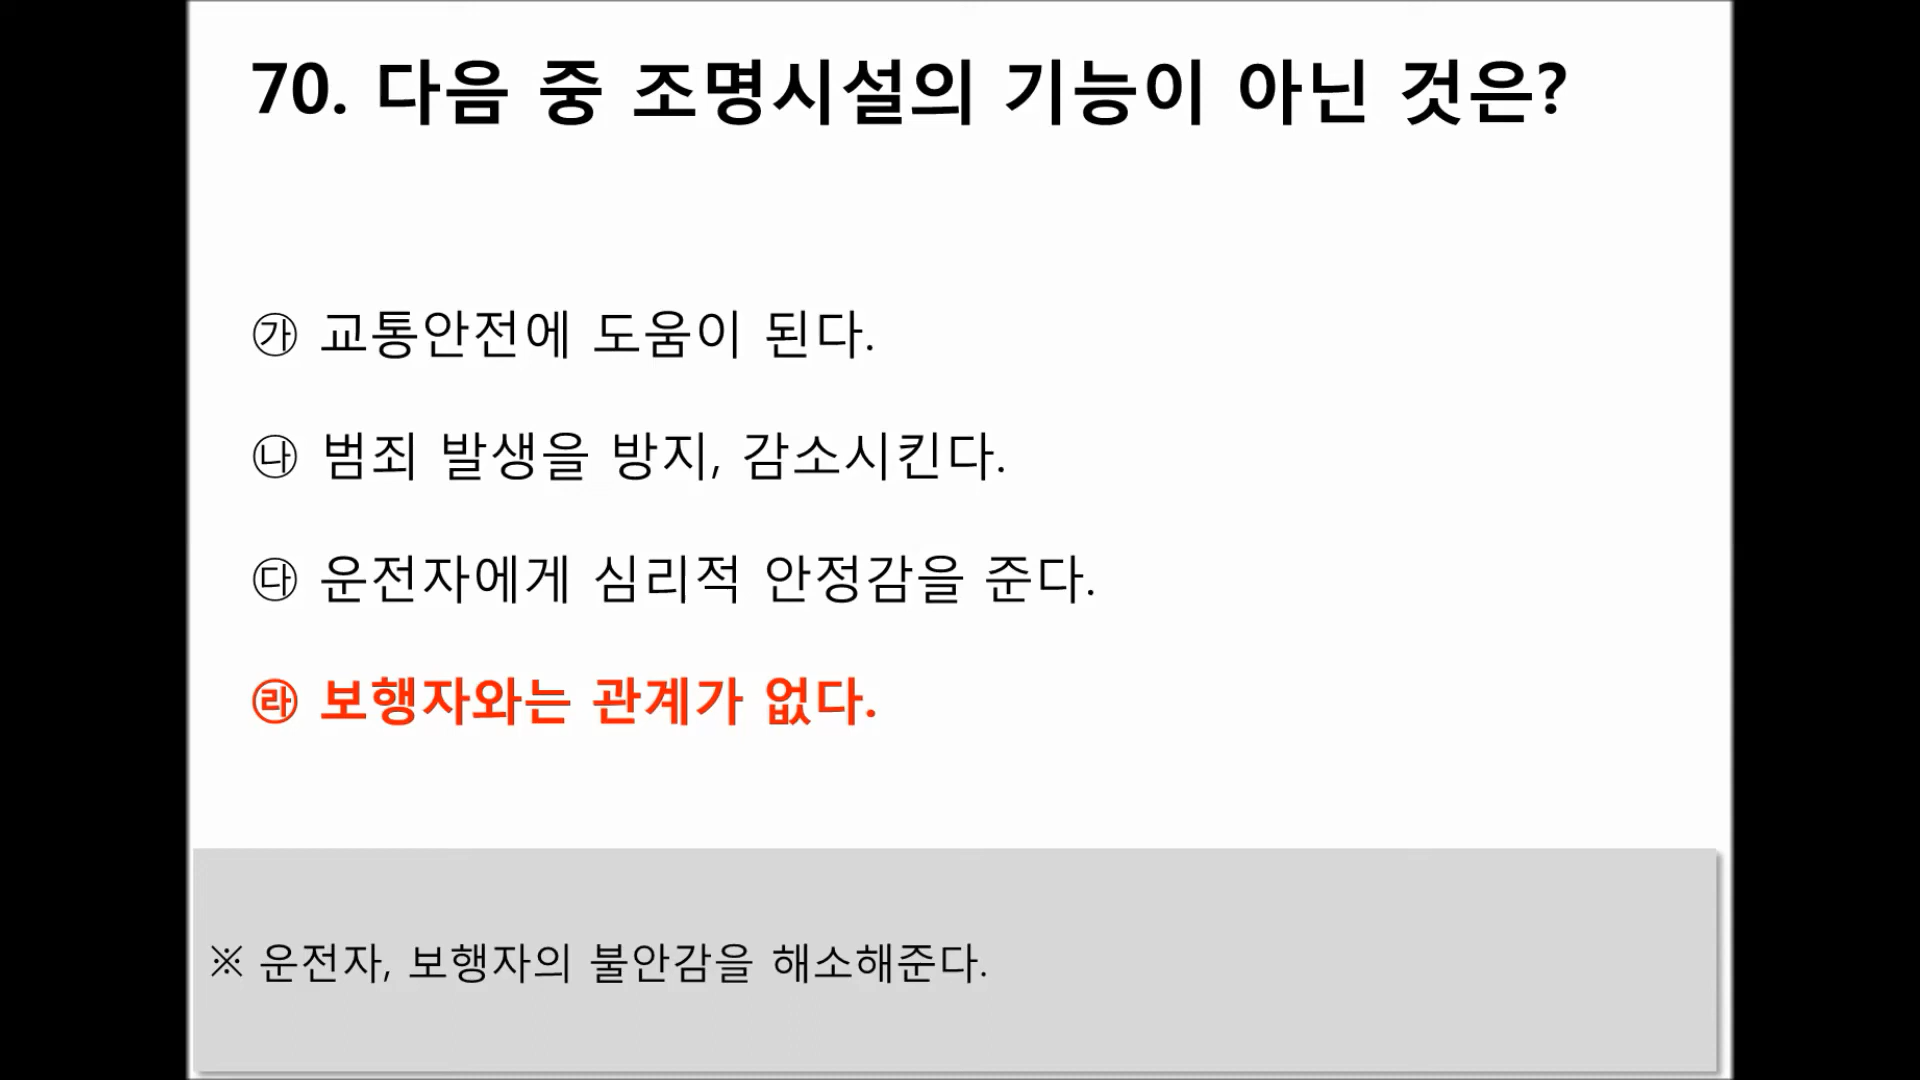 70. 다음 중 조명시설의 기능이 아닌 것은?
㉮ 교통안전에 도움이 된다.
㉯ 범죄 발생을 방지, 감소시킨다.
㉰ 운전자에게 심리적 안정감을 준다.
㉱ 보행자와는 관계가 없다.
※ 운전자, 보행자의 불안감을 해소해준다.